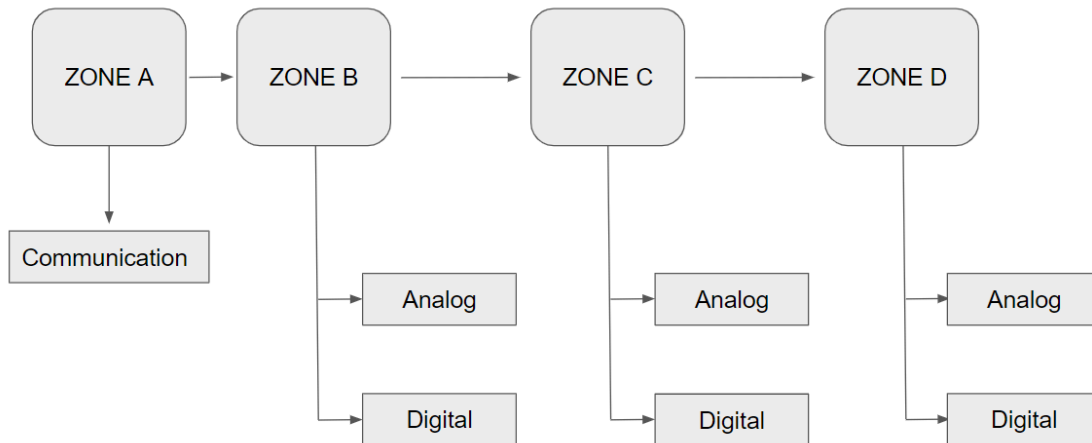 ZONE A
ZONE B
ZONE C
ZONE D
Communication
Analog
Analog
Analog
Digital
Digital
Digital